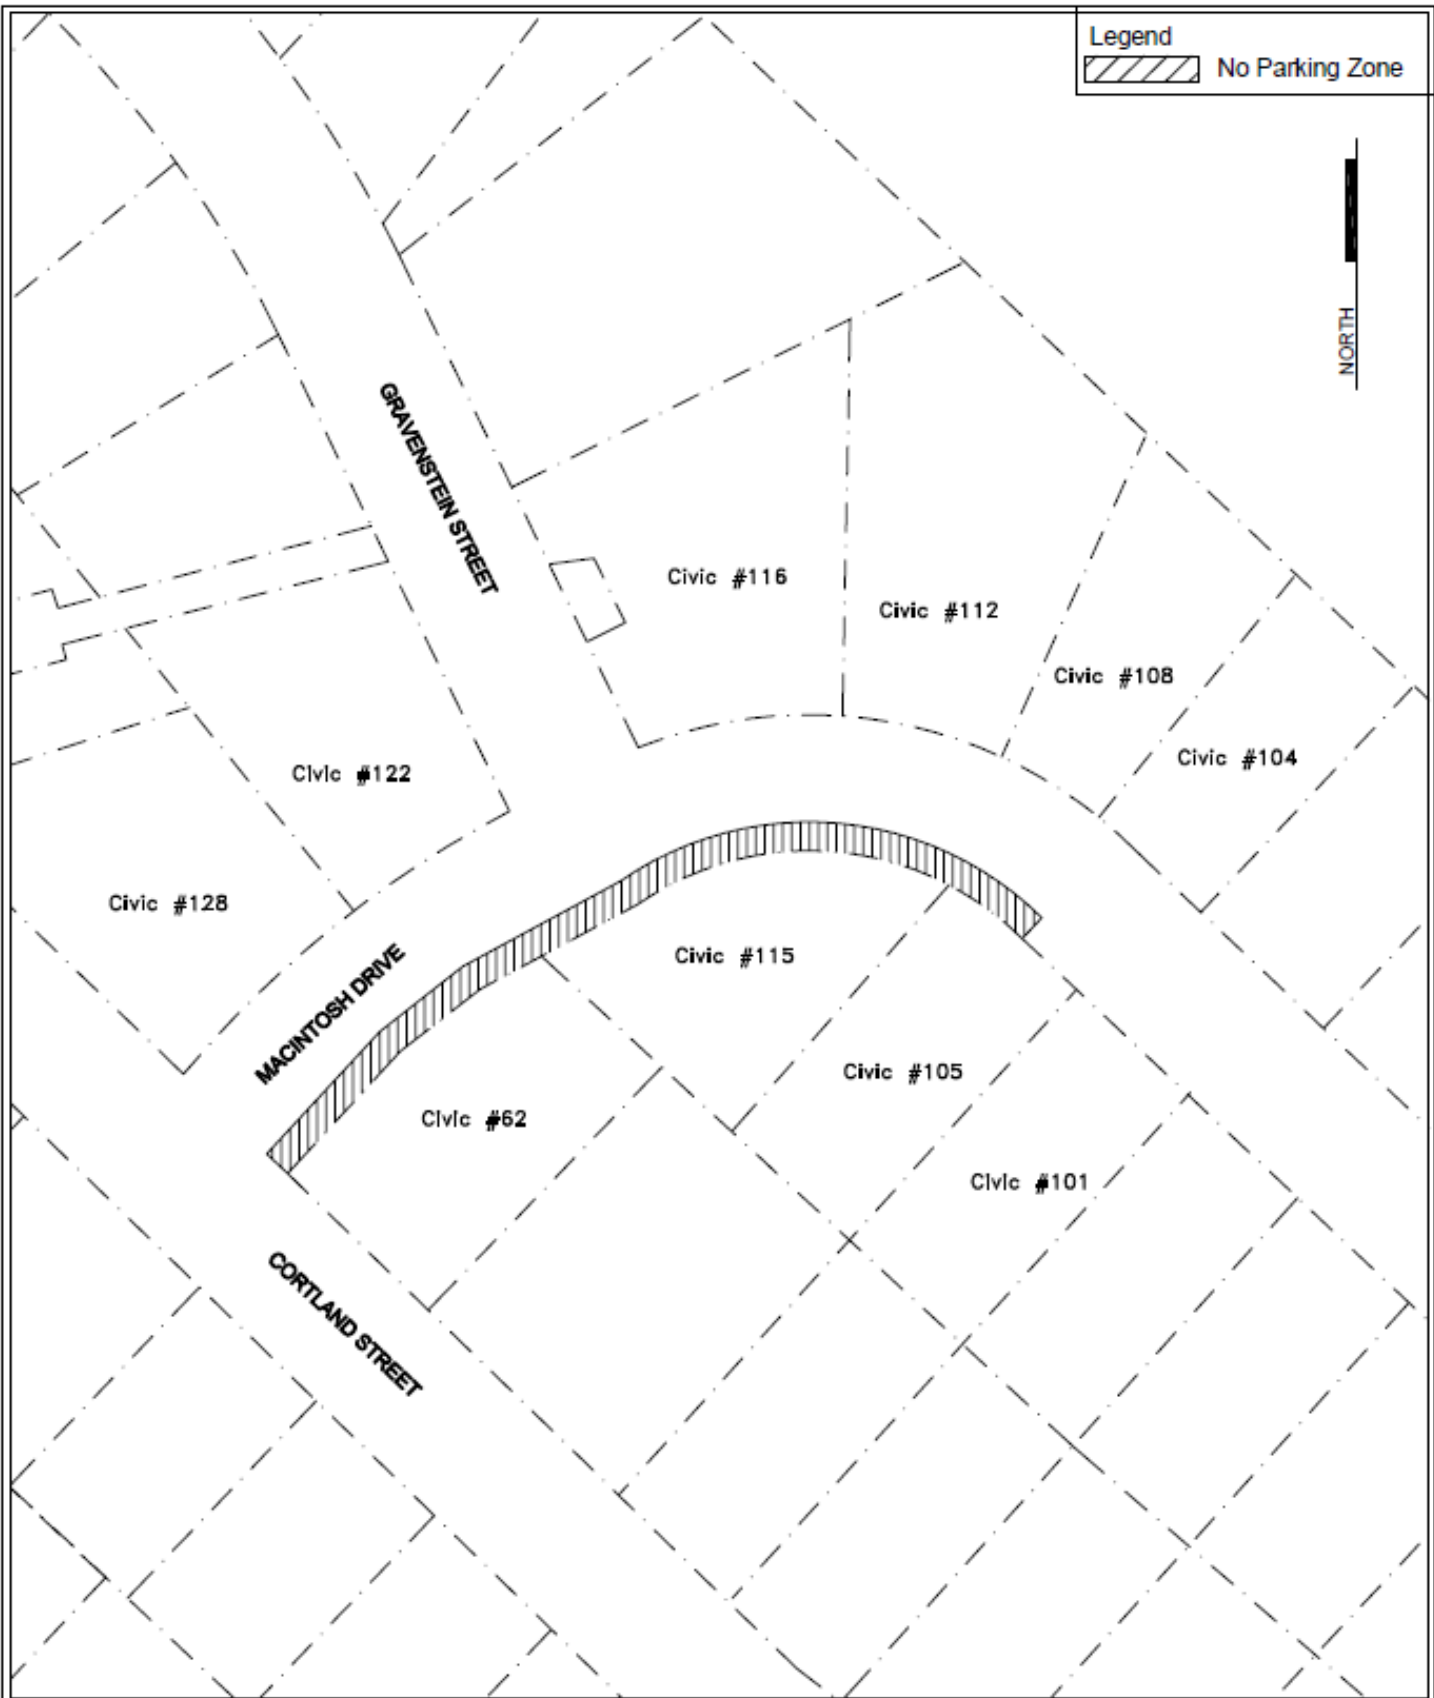 Legend
No Parking Zone
NORTH
GRAVENSTEIN STREET
Civic #116
Civic #112
Civic #108
Civic #104
Civic #122
Civic #128
Civic #115
MACINTOSH DRIVE
Civic #105
Civic #62
Civic #101
CORTLAND STREET